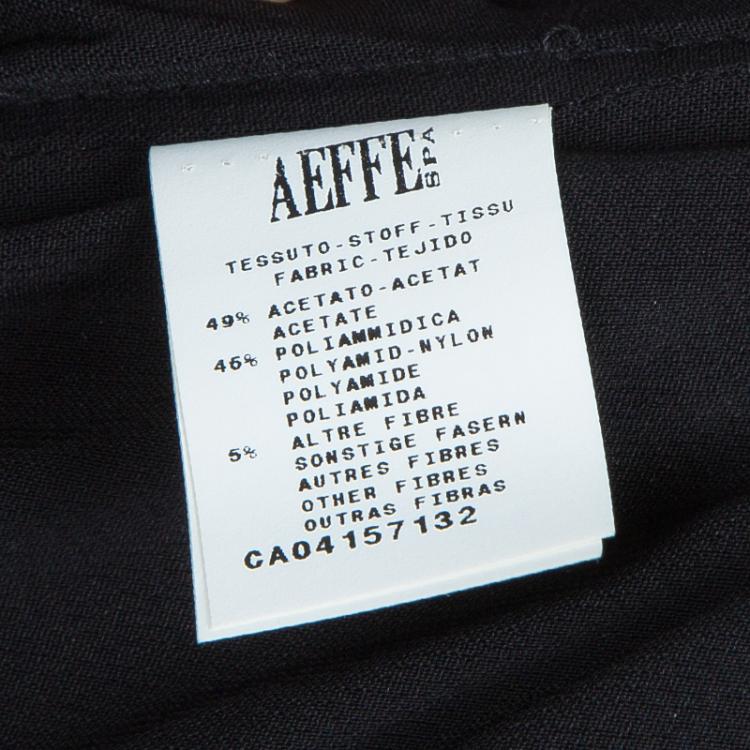 AEFFE SPA
TESSUTO-STOFF-TISSU
FABRIC-TEJIDO
49% ACETATO-ACETAT
ACETATE
46% POLIAMMIDICA
POLYAMID-NYLON
POLYAMIDE
POLIAMIDA
5% ALTRE FIBRE
SONSTIGE FASERN
AUTRES FIBRES
OTHER FIBRES
OUTRAS FIBRAS
CA04157132